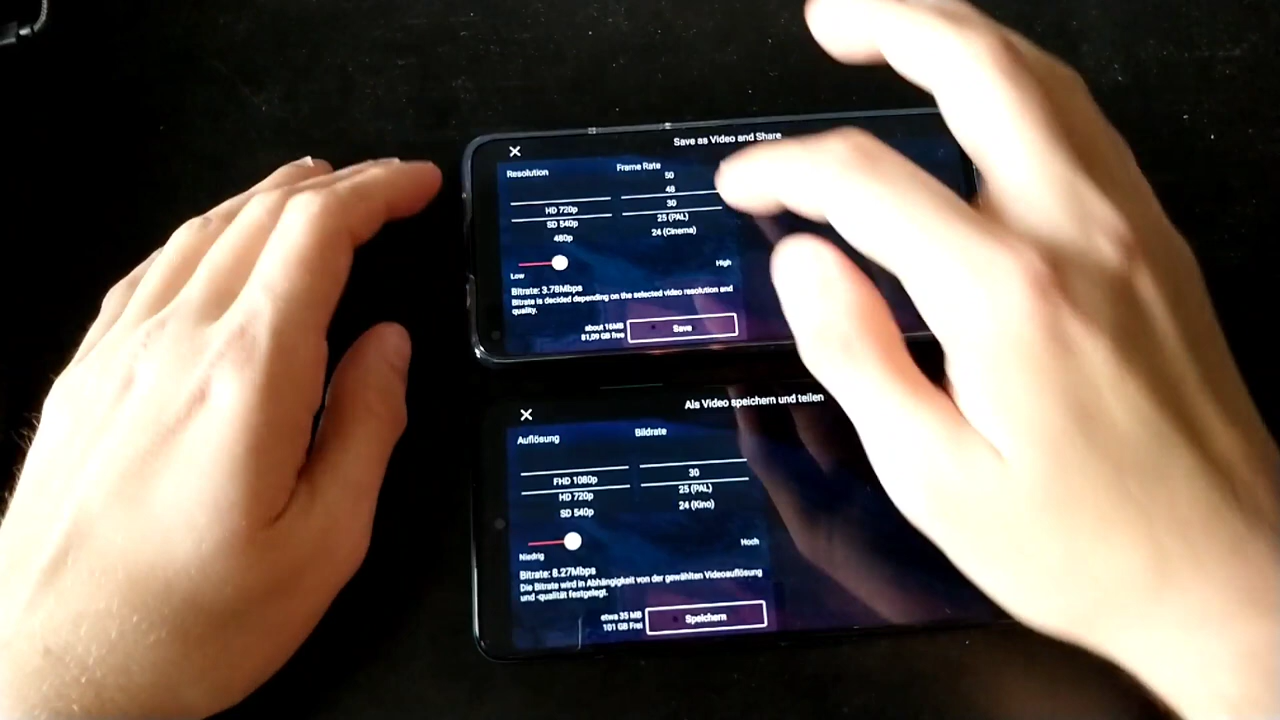 Save as Video and Share
Resolution
Frame Rate
50
48
HD 720p
30
SD 540p
25 (PAL)
480p
24 (Cinema)
Low
High
Bitrate: 3.78Mbps
Bitrate is decided depending on the selected video resolution and
quality.
about 16MB
81,09 GB free
Save
Als Video speichern und teilen
Auflösung
Bildrate
FHD 1080p
30
HD 720p
25 (PAL)
SD 540p
24 (Kino)
Niedrig
Hoch
Bitrate: 8.27Mbps
Die Bitrate wird in Abhängigkeit von der gewählten Videoauflösung
und -qualität festgelegt.
etwa 35 MB
101 GB Frei
Speichern